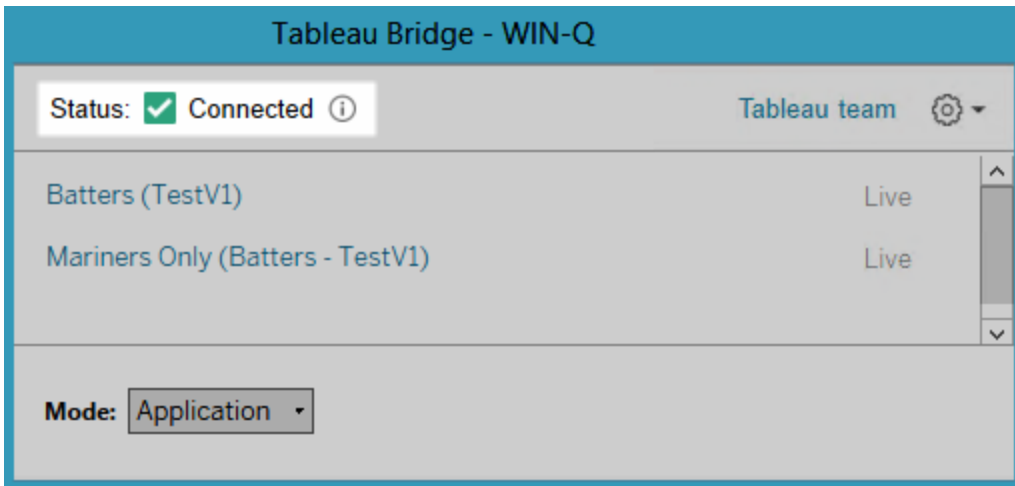 Tableau Bridge - WIN-Q
Status: Connected Tableau team
Batters (TestV1) Live
Mariners Only (Batters - TestV1) Live
Mode: Application